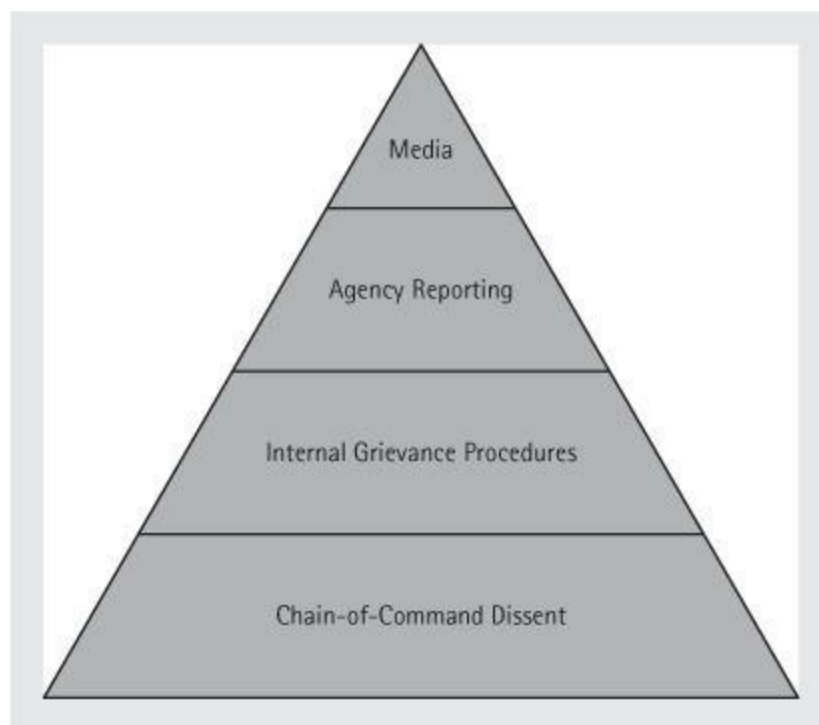 Media
Agency Reporting
Internal Grievance Procedures
Chain-of-Command Dissent